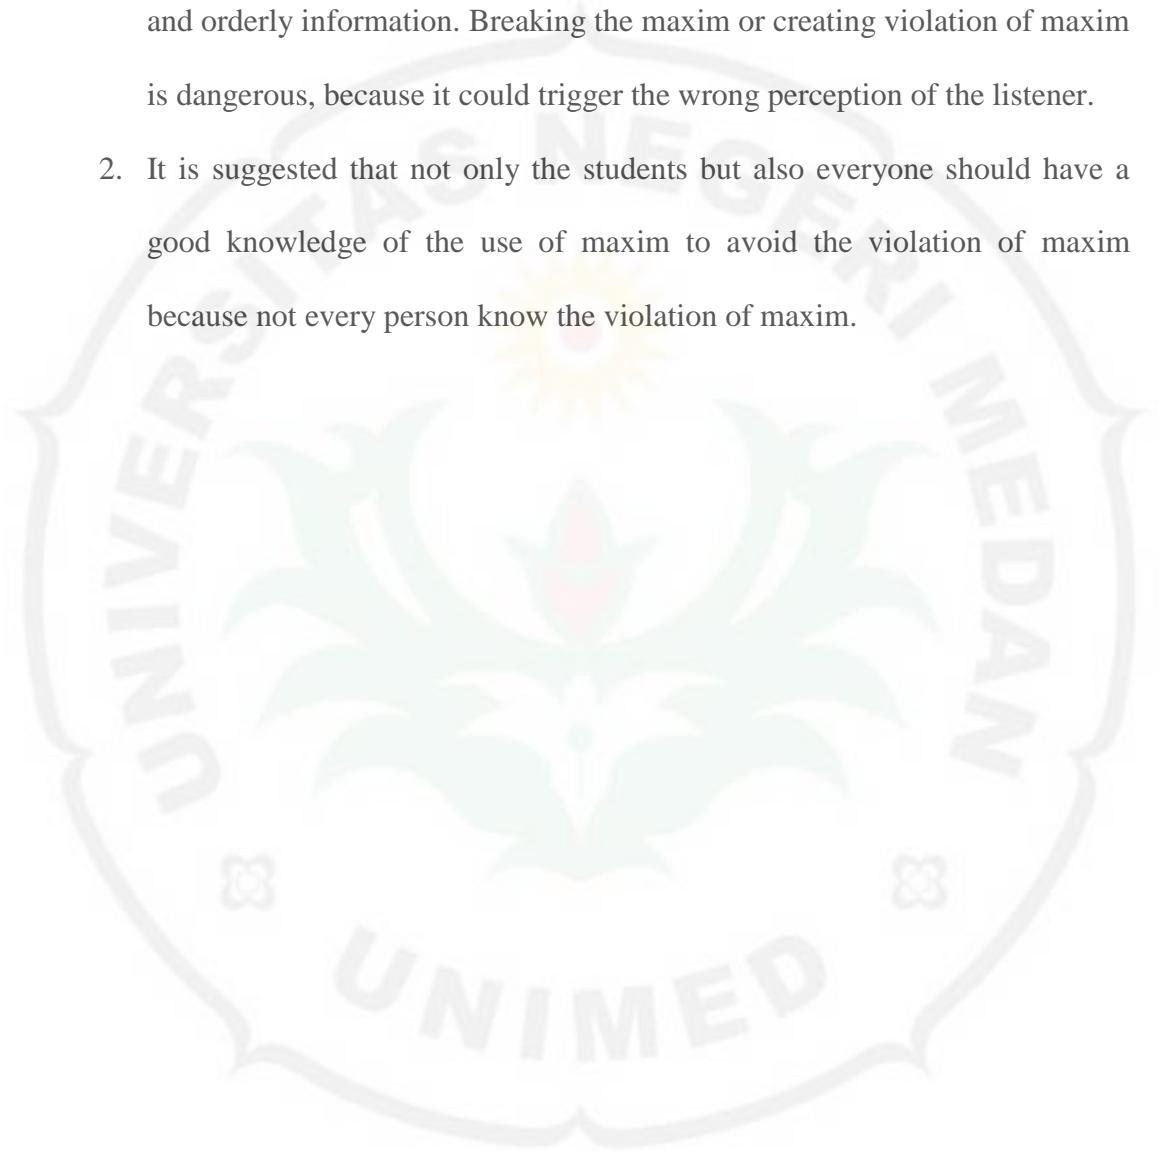 and orderly information. Breaking the maxim or creating violation of maxim
is dangerous, because it could trigger the wrong perception of the listener.
2. It is suggested that not only the students but also everyone should have a
good knowledge of the use of maxim to avoid the violation of maxim
because not every person know the violation of maxim.
UNIVERSITAS NEGERI MEDAN
UNIMED